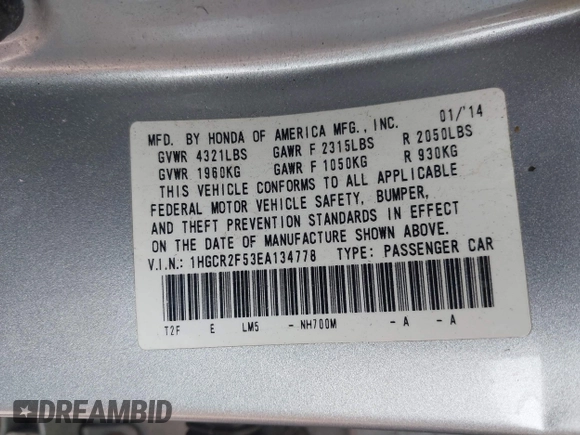 MFD. BY HONDA OF AMERICA MFG., INC. 01/'14
GVWR 4321LBS GAWR F 2315LBS R 2050LBS
GVWR 1960KG GAWR F 1050KG R 930KG
THIS VEHICLE CONFORMS TO ALL APPLICABLE
FEDERAL MOTOR VEHICLE SAFETY, BUMPER,
AND THEFT PREVENTION STANDARDS IN EFFECT
ON THE DATE OF MANUFACTURE SHOWN ABOVE.
V.I.N.: 1HGCR2F53EA134778 TYPE: PASSENGER CAR
T2F E LM5 - NH700M - A - A
DREAMBID